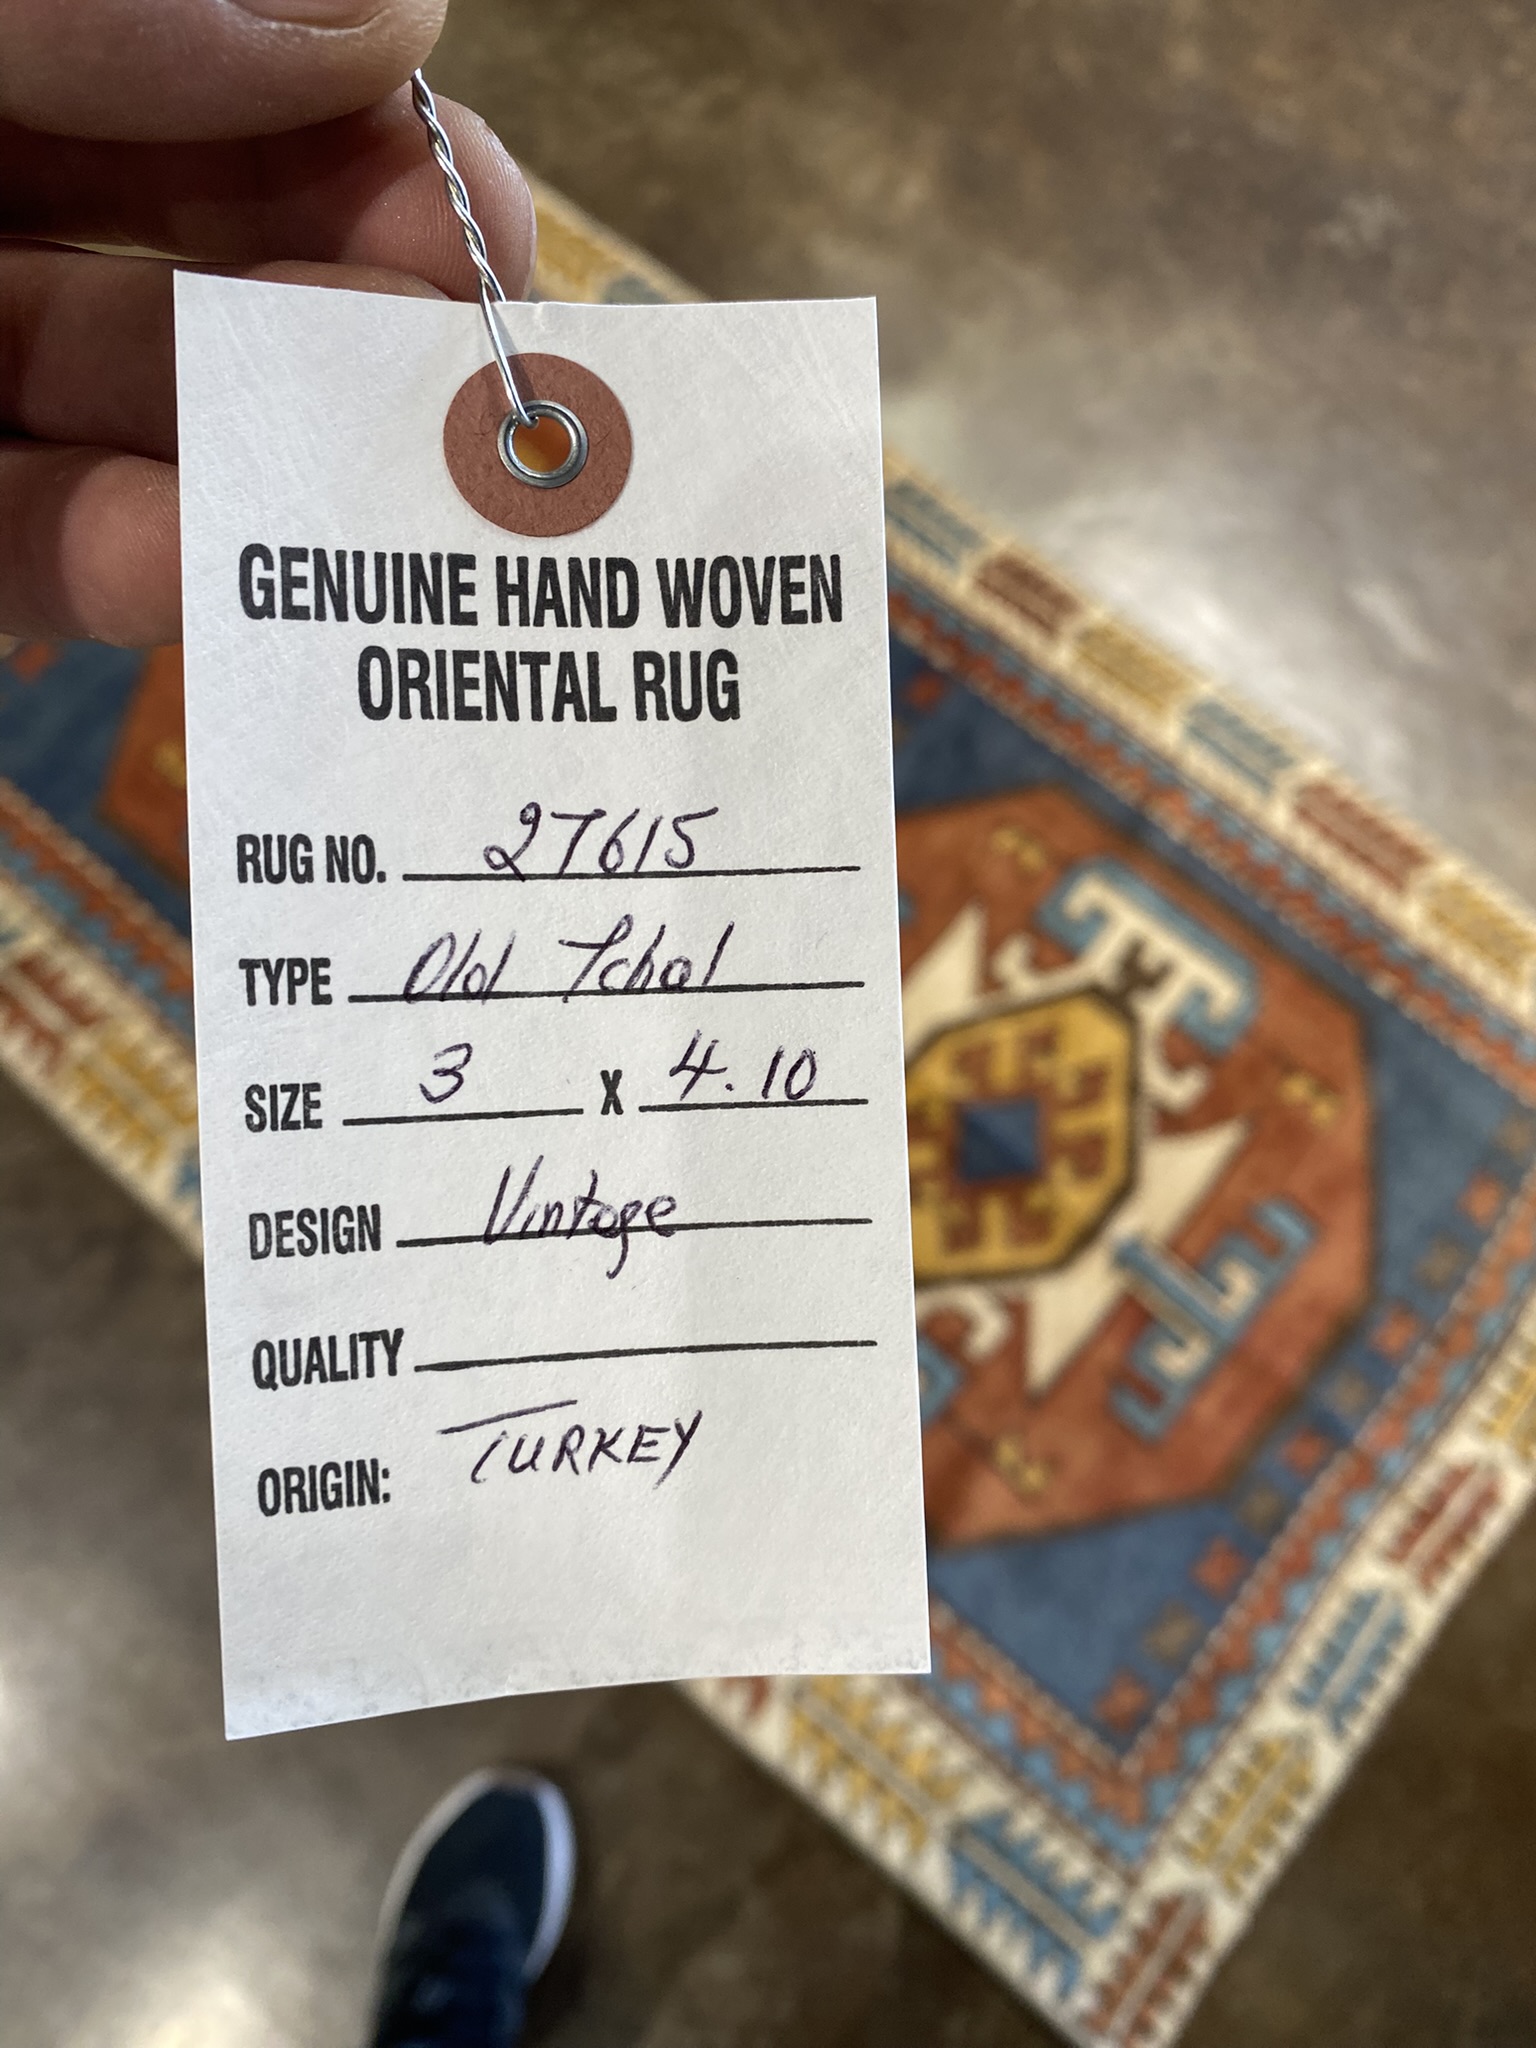 GENUINE HAND WOVEN
ORIENTAL RUG
RUG NO. 27615
TYPE Old Tchal
SIZE 3 X 4.10
DESIGN Vintage
QUALITY
ORIGIN: TURKEY